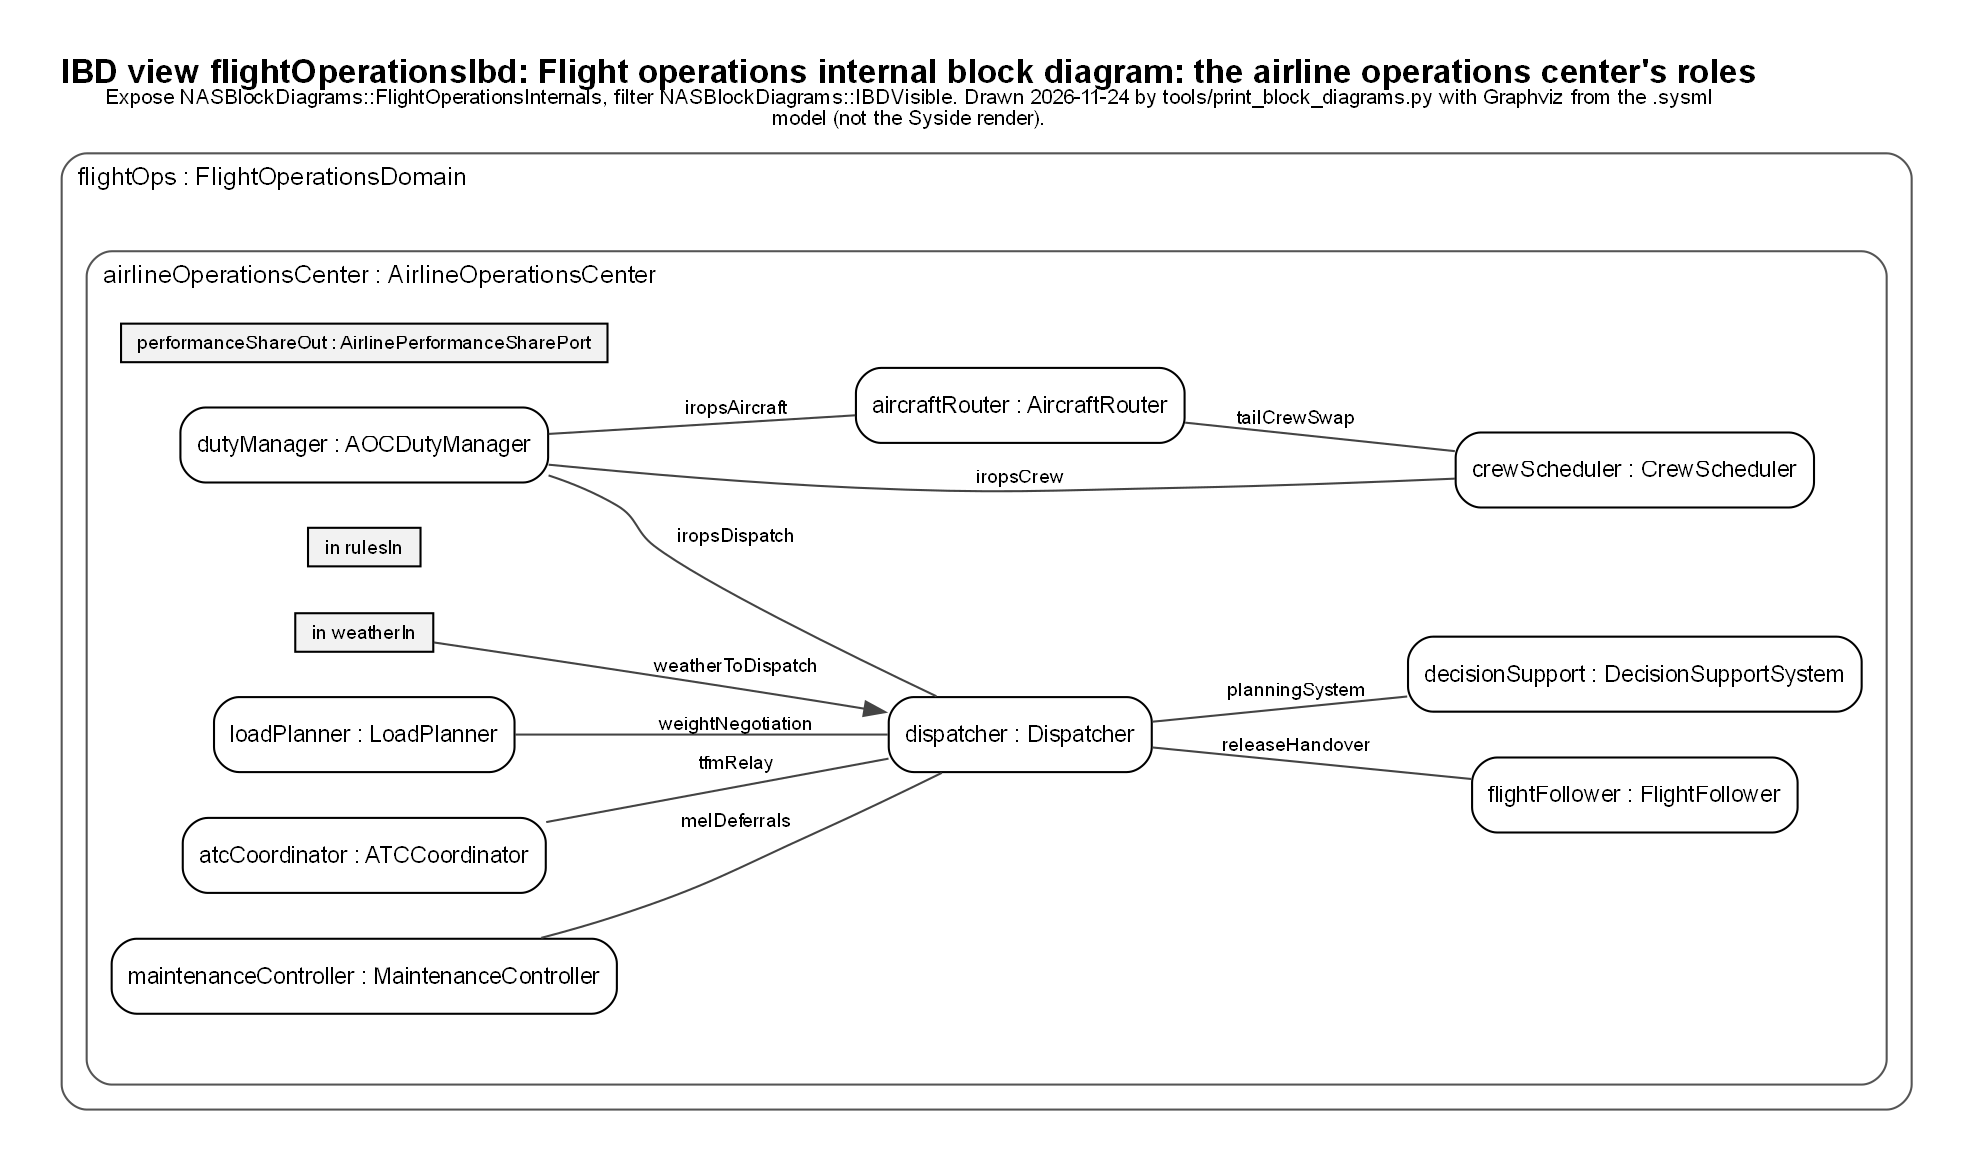 IBD view flightOperationsIbd: Flight operations internal block diagram: the airline operations center's roles
Expose NASBlockDiagrams::FlightOperationsInternals, filter NASBlockDiagrams::IBDVisible. Drawn 2026-11-24 by tools/print_block_diagrams.py with Graphviz from the .sysml
model (not the Syside render).
flightOps : FlightOperationsDomain
airlineOperationsCenter : AirlineOperationsCenter
performanceShareOut : AirlinePerformanceSharePort
iropsAircraft
aircraftRouter : AircraftRouter
tailCrewSwap
dutyManager : AOCDutyManager
crewScheduler : CrewScheduler
iropsCrew
iropsDispatch
in rulesIn
in weatherIn
weatherToDispatch
decisionSupport : DecisionSupportSystem
planningSystem
loadPlanner : LoadPlanner
weightNegotiation
dispatcher : Dispatcher
releaseHandover
tfmRelay
flightFollower : FlightFollower
melDeferrals
atcCoordinator : ATCCoordinator
maintenanceController : MaintenanceController